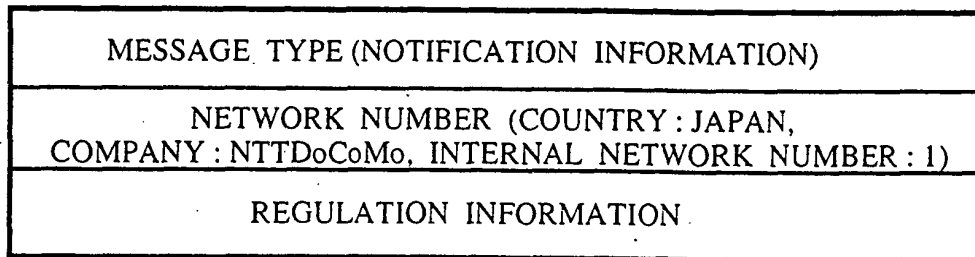 MESSAGE TYPE (NOTIFICATION INFORMATION)
NETWORK NUMBER (COUNTRY : JAPAN,
COMPANY : NTTDoCoMo, INTERNAL NETWORK NUMBER : 1)
REGULATION INFORMATION